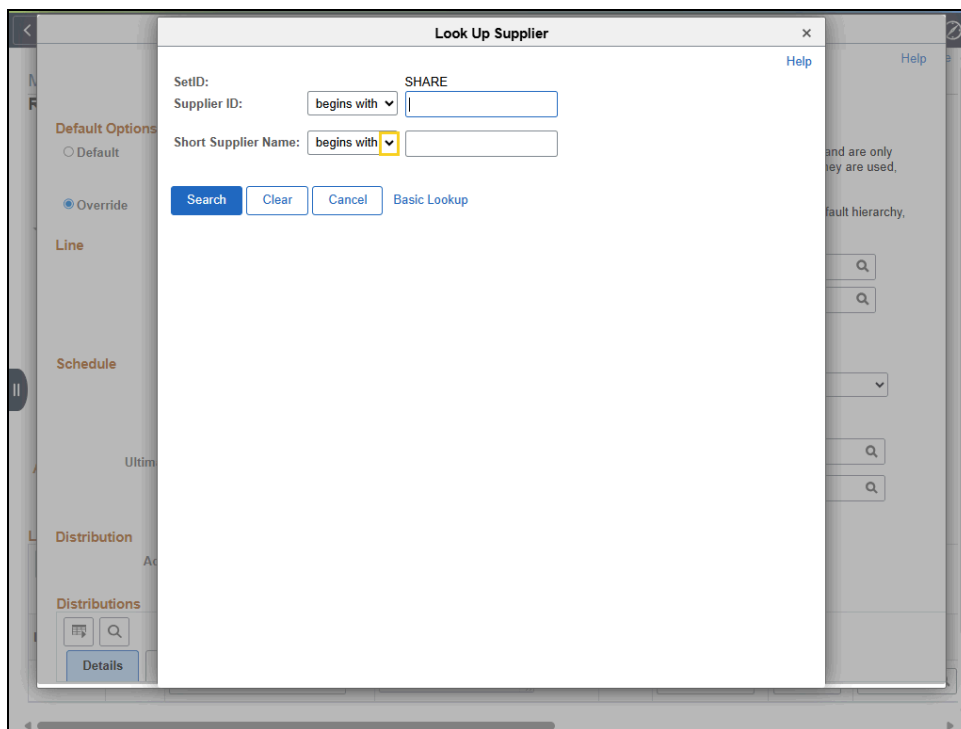 Look Up Supplier ×
Help
Help
SetID: SHARE
Supplier ID: begins with
Default Options
Default
Short Supplier Name: begins with
and are only
they are used,
Search Clear Cancel Basic Lookup
Override
fault hierarchy,
Line
Schedule
Ultim
Distribution
Ac
Distributions
Details